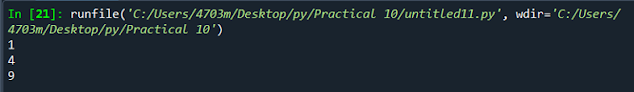 In [21]: runfile('C:/Users/4703m/Desktop/py/Practical 10/untitled11.py', wdir='C:/Users/
4703m/Desktop/py/Practical 10')
1
4
9